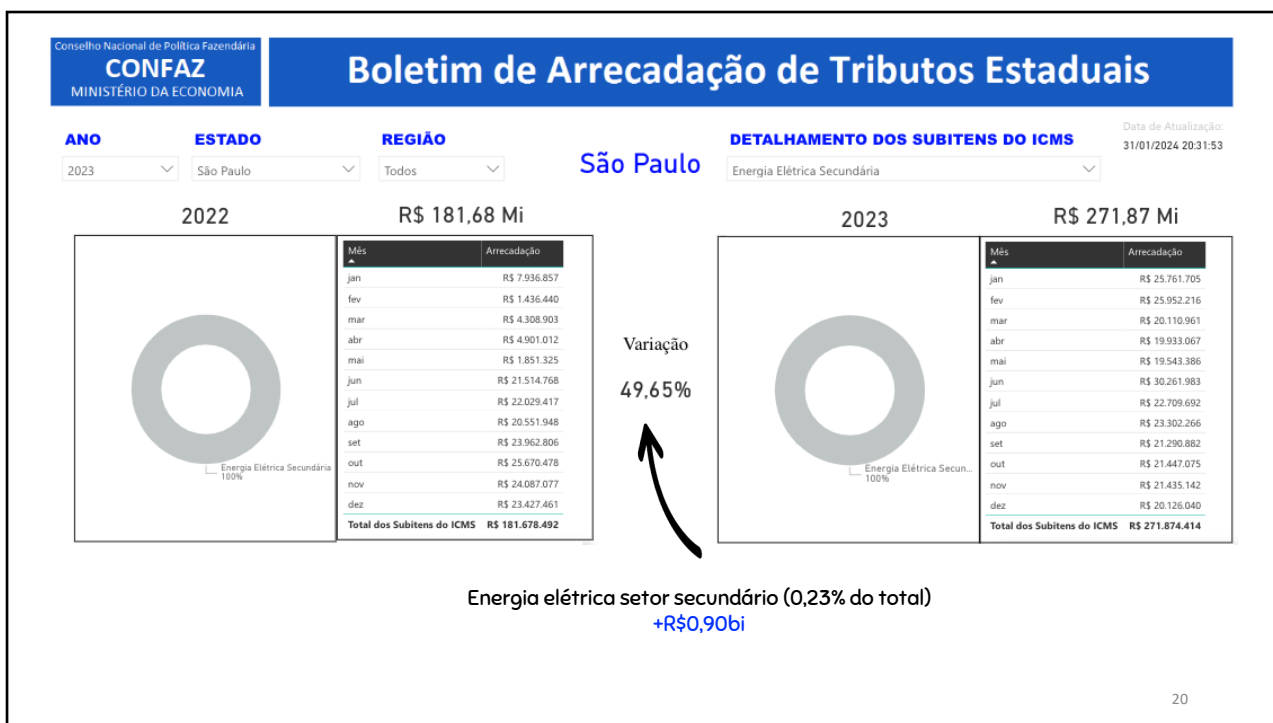 Conselho Nacional de Política Fazendária
CONFAZ
MINISTÉRIO DA ECONOMIA
Boletim de Arrecadação de Tributos Estaduais
ANO
2023
ESTADO
São Paulo
REGIÃO
Todos
São Paulo
DETALHAMENTO DOS SUBITENS DO ICMS
Energia Elétrica Secundária
Data de Atualização:
31/01/2024 20:31:53
2022
R$ 181,68 Mi
Energia Elétrica Secundária
100%
Mês Arrecadação
jan R$ 7.936.857
fev R$ 1.436.440
mar R$ 4.308.903
abr R$ 4.901.012
mai R$ 1.851.325
jun R$ 21.514.768
jul R$ 22.029.417
ago R$ 20.551.948
set R$ 23.962.806
out R$ 25.670.478
nov R$ 24.087.077
dez R$ 23.427.461
Total dos Subitens do ICMS R$ 181.678.492
Variação
49,65%
2023
R$ 271,87 Mi
Energia Elétrica Secun...
100%
Mês Arrecadação
jan R$ 25.761.705
fev R$ 25.952.216
mar R$ 20.110.961
abr R$ 19.933.067
mai R$ 19.543.386
jun R$ 30.261.983
jul R$ 22.709.692
ago R$ 23.302.266
set R$ 21.290.882
out R$ 21.447.075
nov R$ 21.435.142
dez R$ 20.126.040
Total dos Subitens do ICMS R$ 271.874.414
Energia elétrica setor secundário (0,23% do total)
+R$0,90bi
20